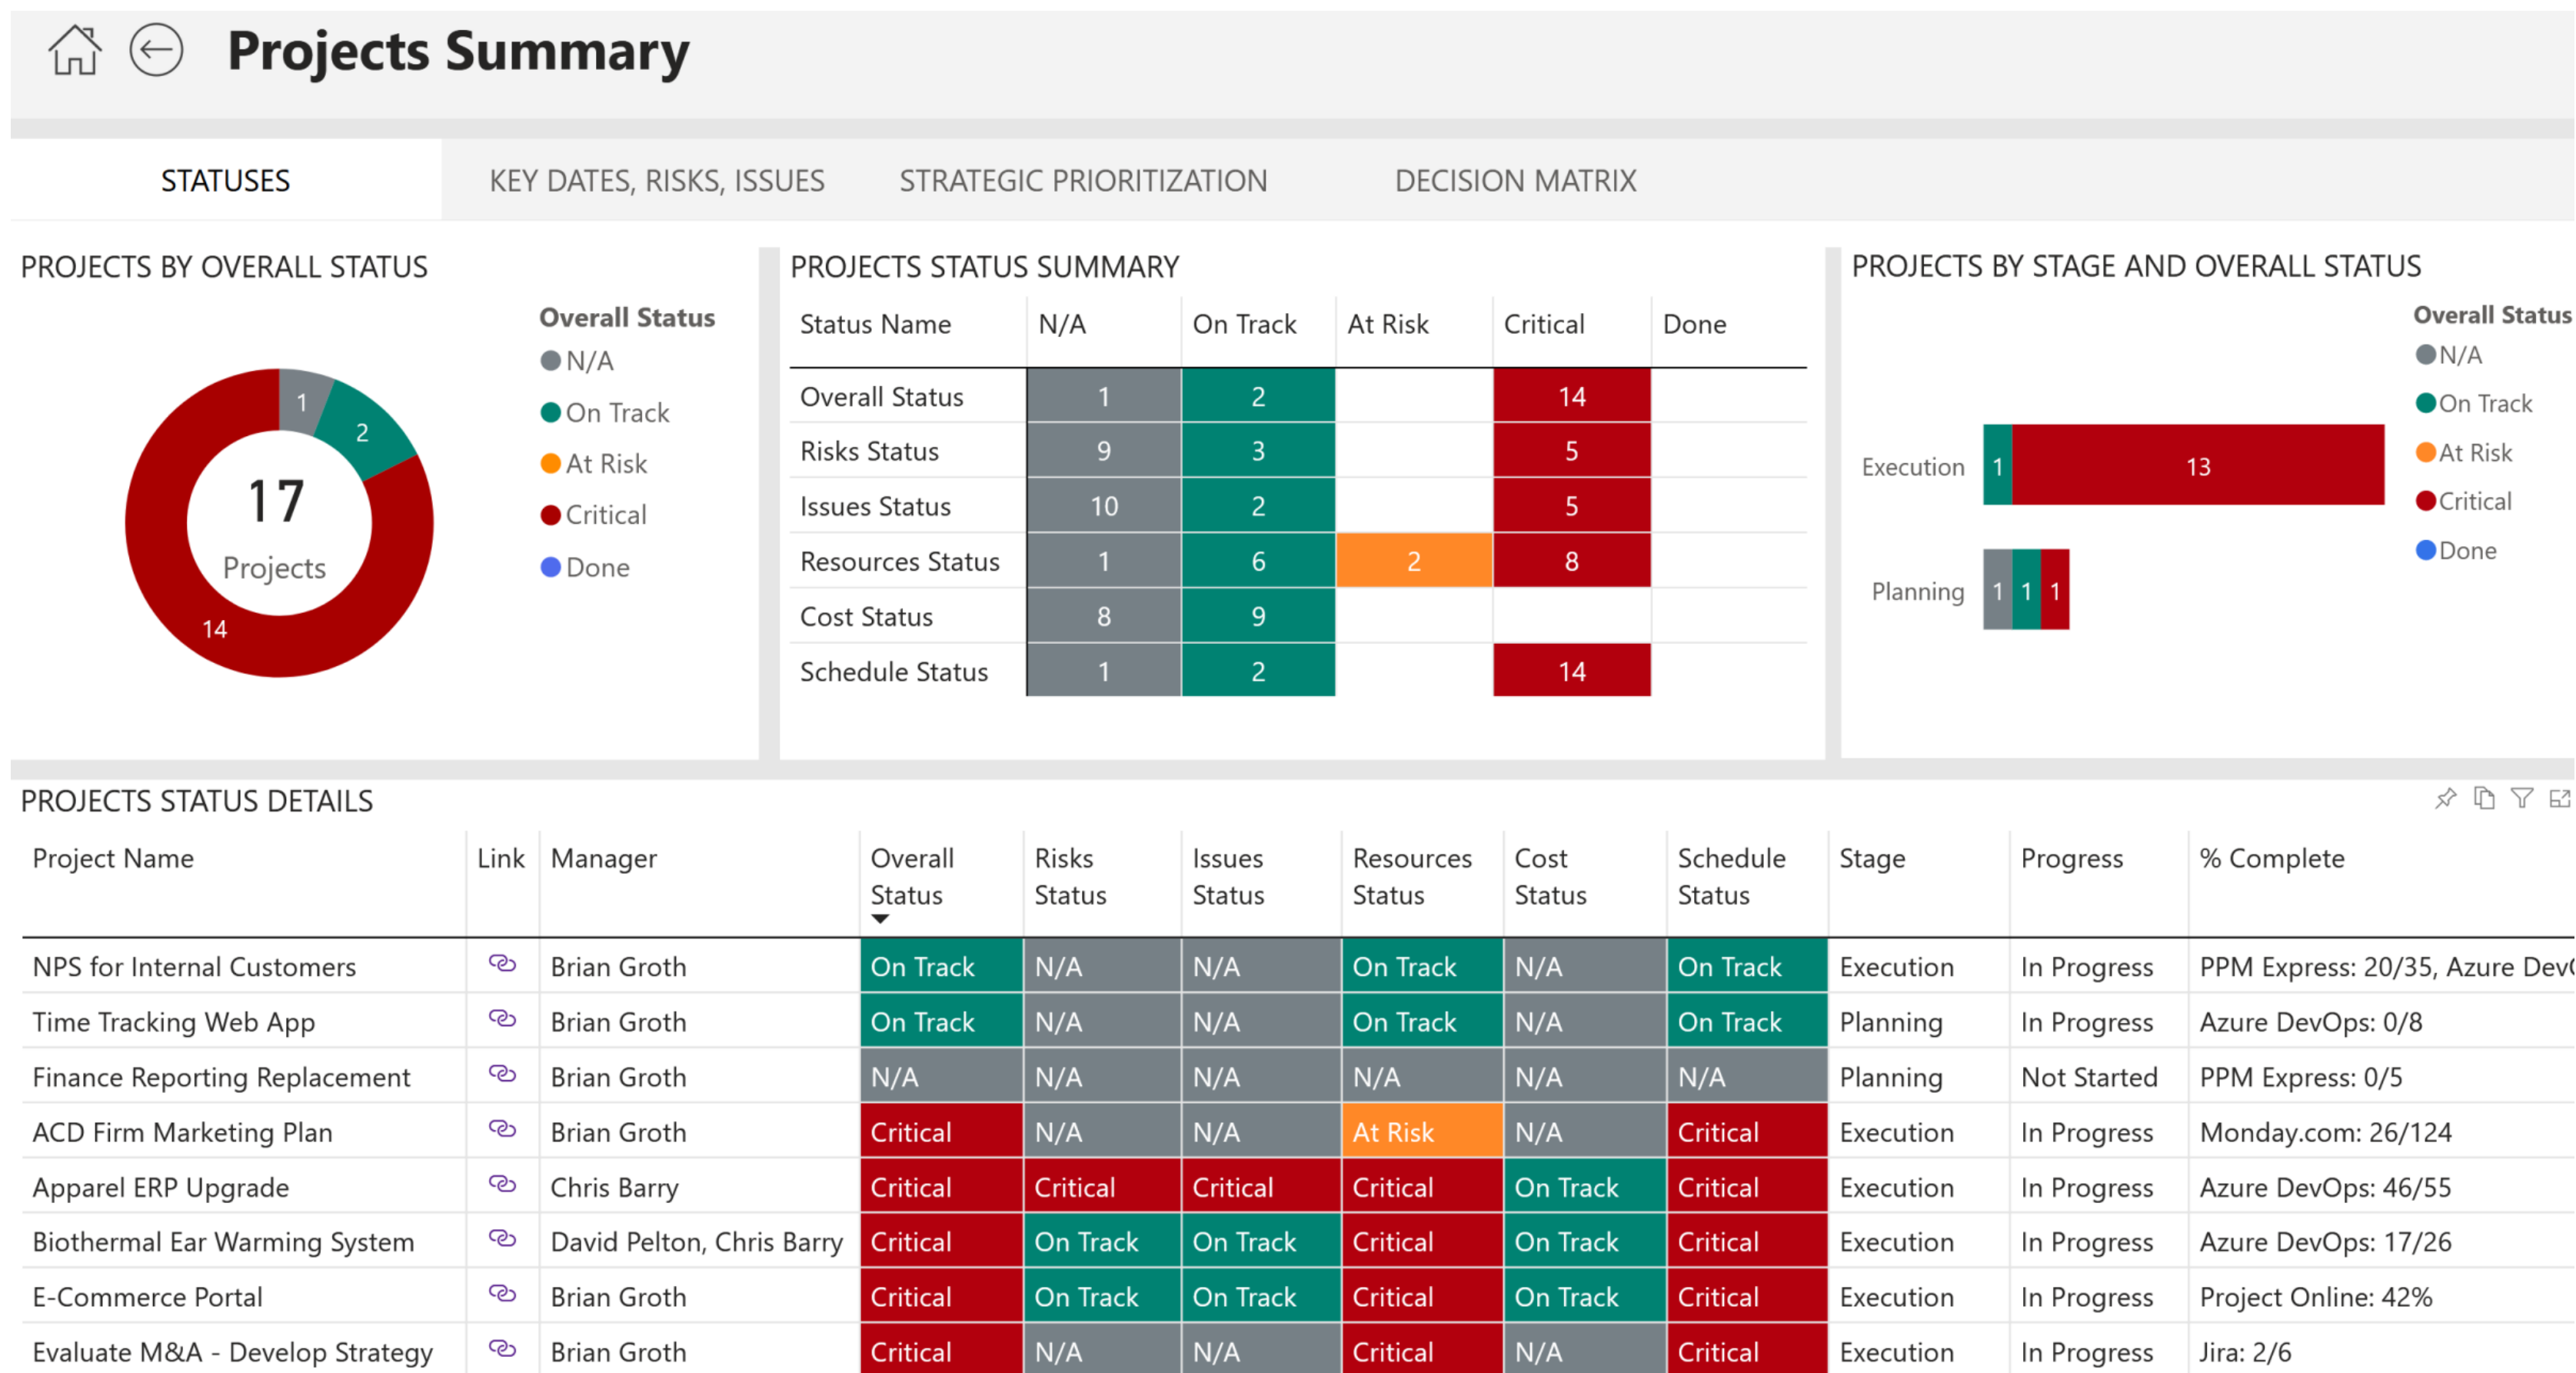 Projects Summary
STATUSES KEY DATES, RISKS, ISSUES STRATEGIC PRIORITIZATION DECISION MATRIX
PROJECTS BY OVERALL STATUS
Overall Status
N/A
On Track
At Risk
Critical
Done
1
2
17
Projects
14
PROJECTS STATUS SUMMARY
Status Name N/A On Track At Risk Critical Done
Overall Status 1 2 14
Risks Status 9 3 5
Issues Status 10 2 5
Resources Status 1 6 2 8
Cost Status 8 9
Schedule Status 1 2 14
PROJECTS BY STAGE AND OVERALL STATUS
Overall Status
N/A
On Track
At Risk
Critical
Done
Execution 1 13
Planning 1 1 1
PROJECTS STATUS DETAILS
Project Name Link Manager Overall Status Risks Status Issues Status Resources Status Cost Status Schedule Status Stage Progress % Complete
NPS for Internal Customers Brian Groth On Track N/A N/A On Track N/A On Track Execution In Progress PPM Express: 20/35, Azure Dev
Time Tracking Web App Brian Groth On Track N/A N/A On Track N/A On Track Planning In Progress Azure DevOps: 0/8
Finance Reporting Replacement Brian Groth N/A N/A N/A N/A N/A N/A Planning Not Started PPM Express: 0/5
ACD Firm Marketing Plan Brian Groth Critical N/A N/A At Risk N/A Critical Execution In Progress Monday.com: 26/124
Apparel ERP Upgrade Chris Barry Critical Critical Critical Critical On Track Critical Execution In Progress Azure DevOps: 46/55
Biothermal Ear Warming System David Pelton, Chris Barry Critical On Track On Track Critical On Track Critical Execution In Progress Azure DevOps: 17/26
E-Commerce Portal Brian Groth Critical On Track On Track Critical On Track Critical Execution In Progress Project Online: 42%
Evaluate M&A - Develop Strategy Brian Groth Critical N/A N/A Critical N/A Critical Execution In Progress Jira: 2/6